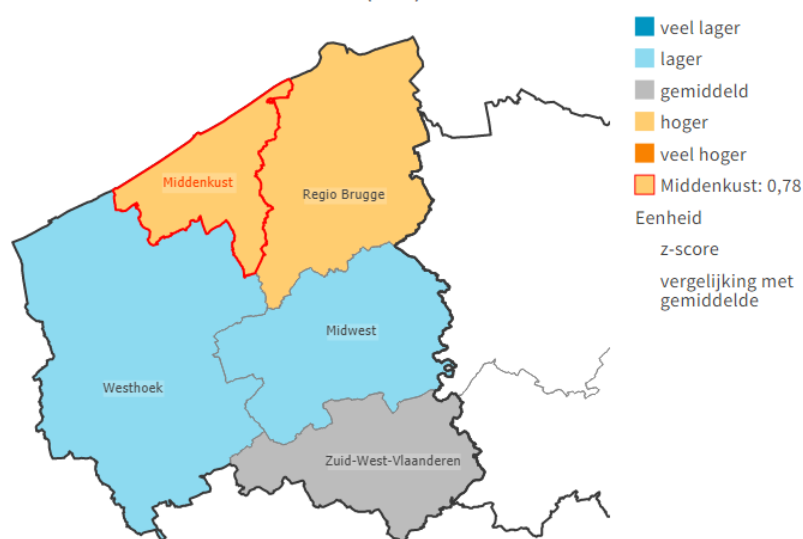 veel lager
lager
gemiddeld
hoger
veel hoger
Middenkust: 0,78
Eenheid
z-score
vergelijking met
gemiddelde
Middenkust
Regio Brugge
Midwest
Westhoek
Zuid-West-Vlaanderen